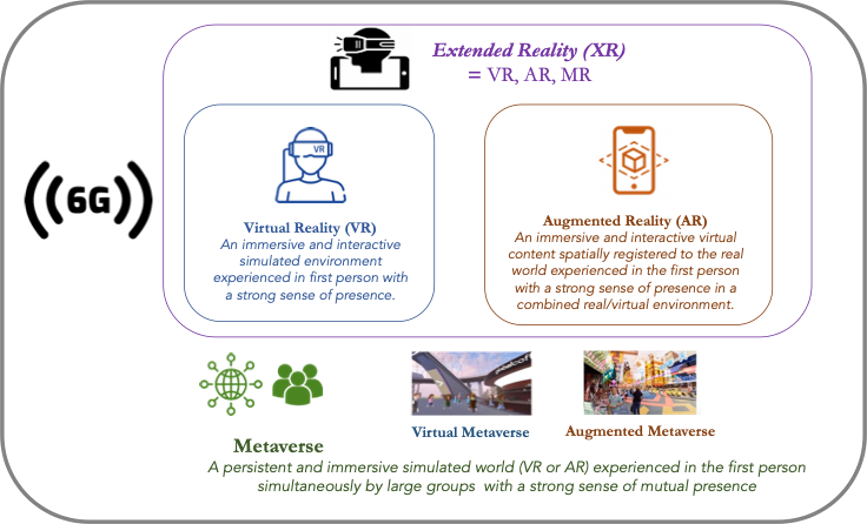 Extended Reality (XR)
= VR, AR, MR
((6G))
VR
Virtual Reality (VR)
An immersive and interactive
simulated environment
experienced in first person with
a strong sense of presence.
Augmented Reality (AR)
An immersive and interactive virtual
content spatially registered to the real
world experienced in the first person
with a strong sense of presence in a
combined real/virtual environment.
Virtual Metaverse
Augmented Metaverse
Metaverse
A persistent and immersive simulated world (VR or AR) experienced in the first person
simultaneously by large groups with a strong sense of mutual presence